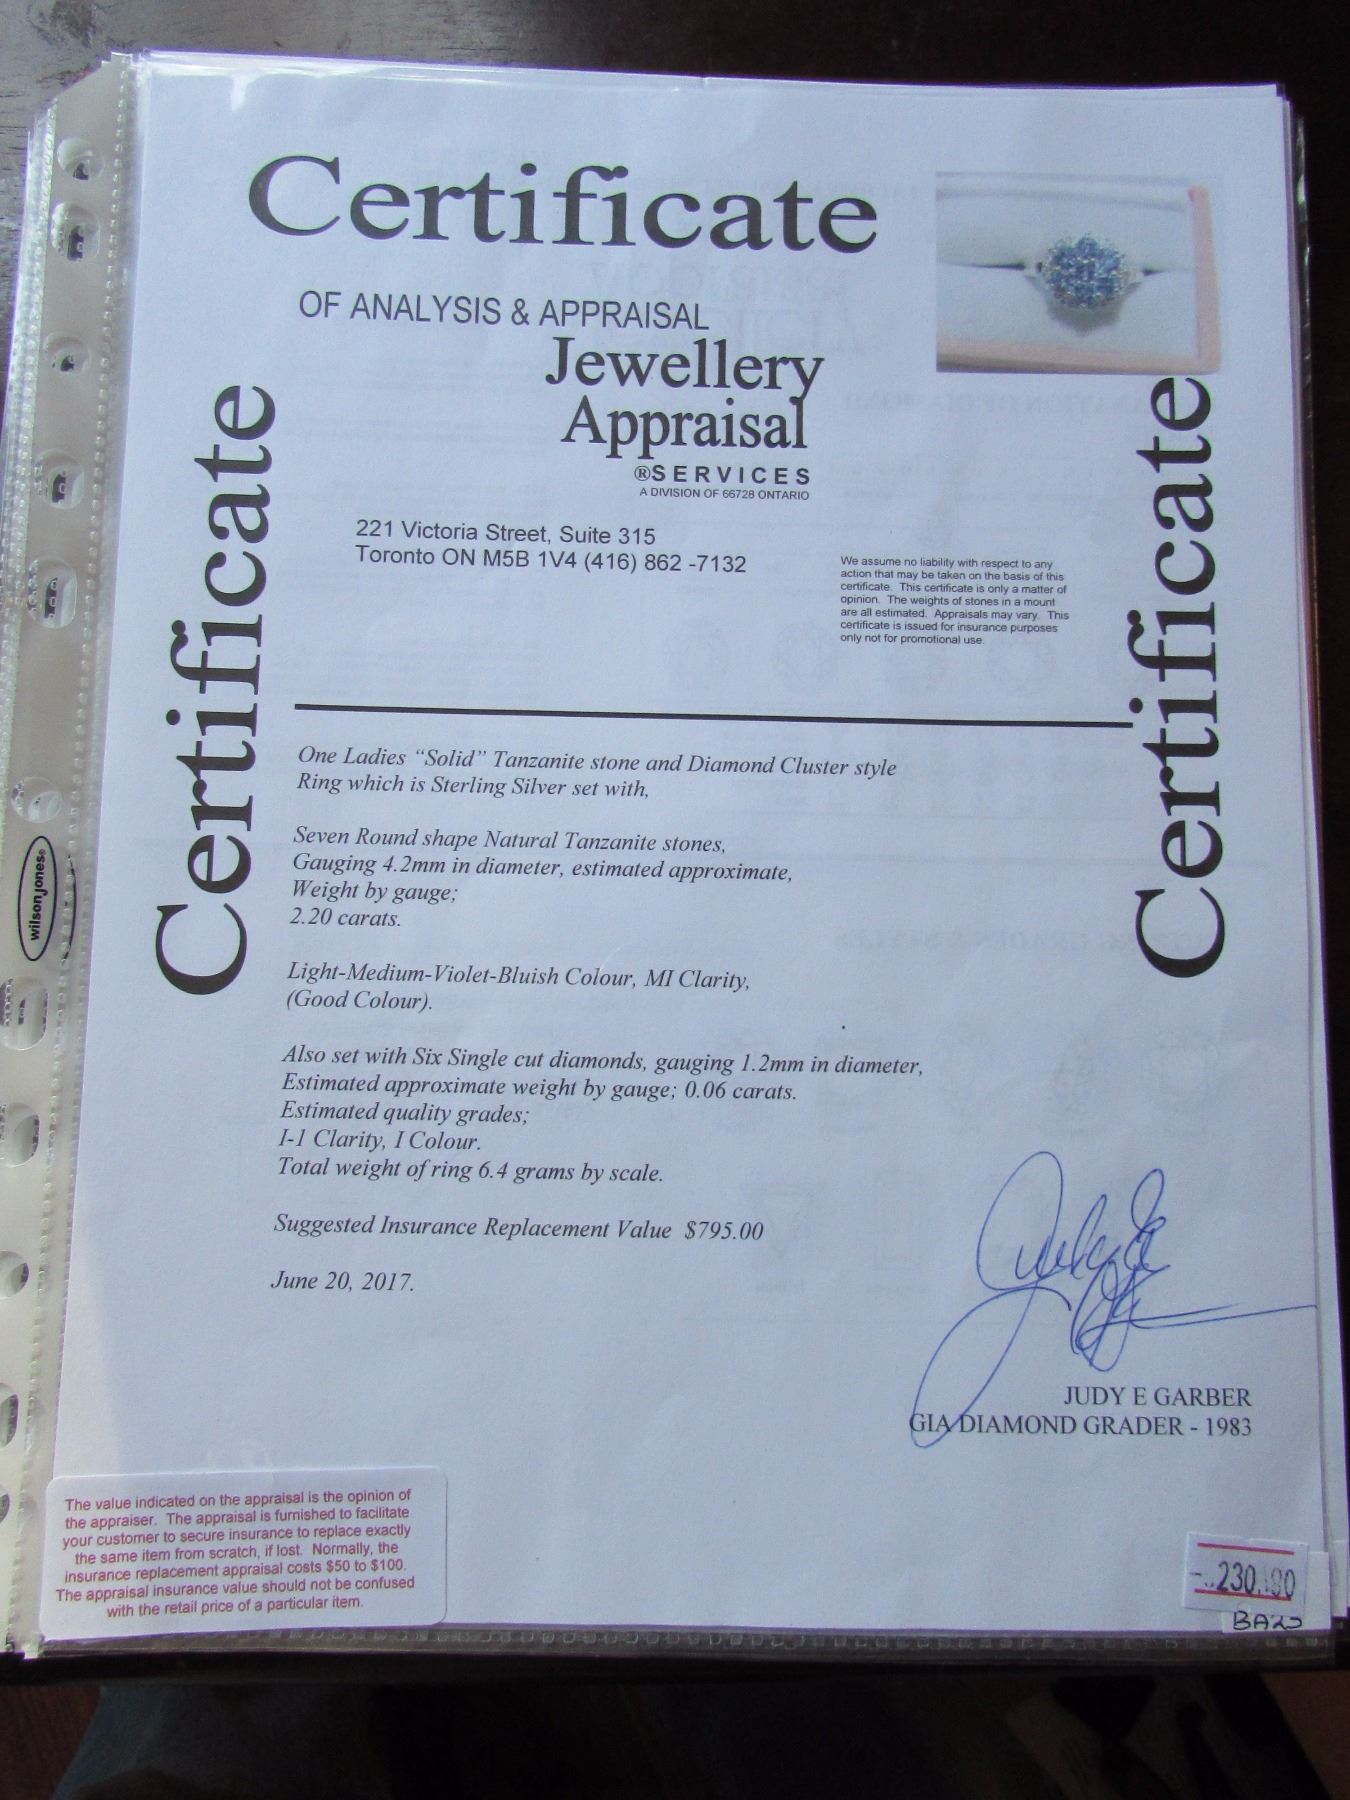 Certificate
OF ANALYSIS & APPRAISAL
Jewellery
Appraisal
®SERVICES
A DIVISION OF 66728 ONTARIO
221 Victoria Street, Suite 315
Toronto ON M5B 1V4 (416) 862 -7132
We assume no liability with respect to any
action that may be taken on the basis of this
certificate. This certificate is only a matter of
opinion. The weights of stones in a mount
are all estimated. Appraisals may vary. This
certificate is issued for insurance purposes
only not for promotional use.
Certificate
Certificate
One Ladies “Solid” Tanzanite stone and Diamond Cluster style
Ring which is Sterling Silver set with,
Seven Round shape Natural Tanzanite stones,
Gauging 4.2mm in diameter, estimated approximate,
Weight by gauge;
2.20 carats.
Light-Medium-Violet-Bluish Colour, MI Clarity,
(Good Colour).
Also set with Six Single cut diamonds, gauging 1.2mm in diameter,
Estimated approximate weight by gauge; 0.06 carats.
Estimated quality grades;
I-1 Clarity, I Colour.
Total weight of ring 6.4 grams by scale.
Suggested Insurance Replacement Value $795.00
June 20, 2017.
JUDY E GARBER
GIA DIAMOND GRADER - 1983
wilson jones
The value indicated on the appraisal is the opinion of
the appraiser. The appraisal is furnished to facilitate
your customer to secure insurance to replace exactly
the same item from scratch, if lost. Normally, the
insurance replacement appraisal costs $50 to $100.
The appraisal insurance value should not be confused
with the retail price of a particular item.